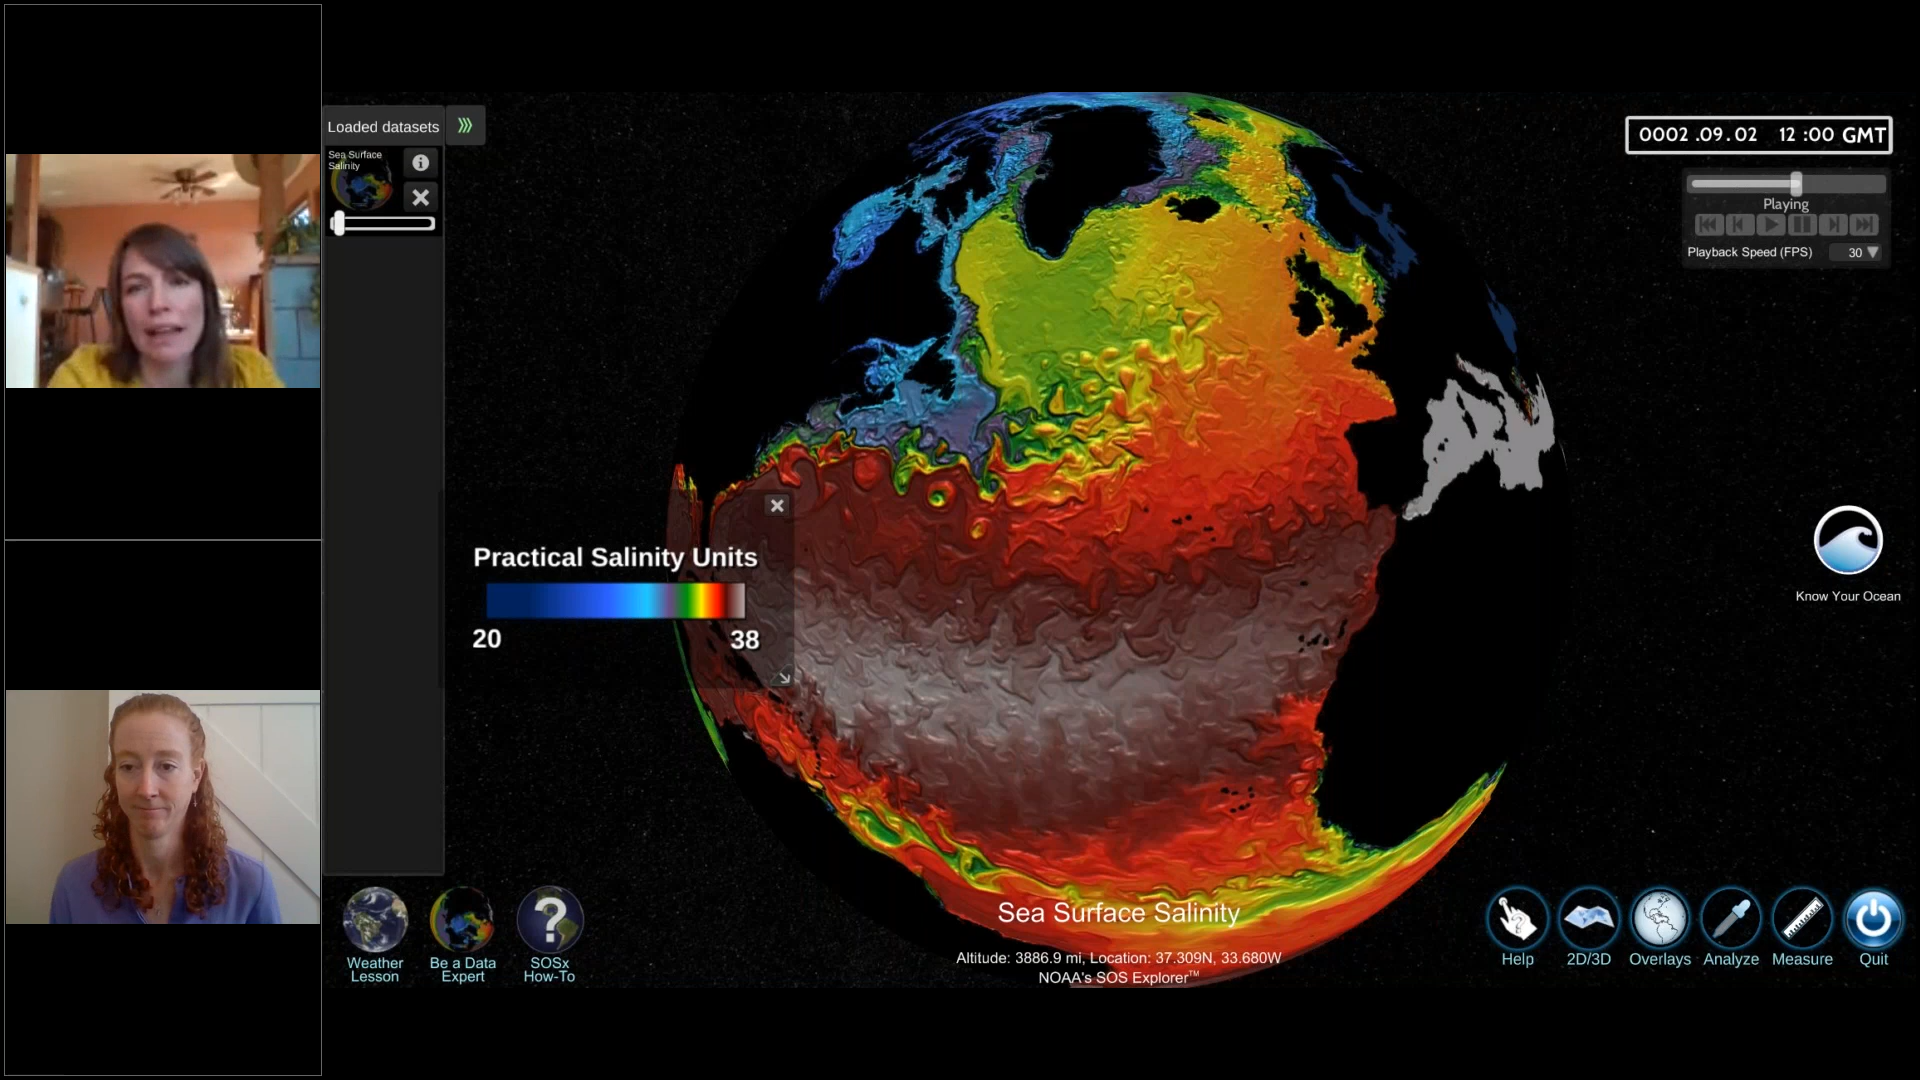 Loaded datasets
Sea Surface
Salinity
0002 .09. 02 12 :00 GMT
Playing
Playback Speed (FPS) 30
Practical Salinity Units
20 38
Know Your Ocean
Sea Surface Salinity
Altitude: 3886.9 mi, Location: 37.309N, 33.680W
NOAA's SOS Explorer™
Weather
Lesson
Be a Data
Expert
SOSx
How-To
Help
2D/3D
Overlays
Analyze
Measure
Quit